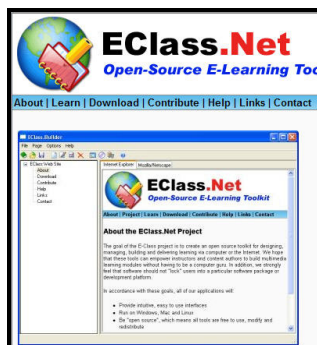 EClass.Net
Open-Source E-Learning Too
About | Learn | Download | Contribute | Help | Links | Contact
EClass.Builder
File Page Options Help
EClass Web Site
About
Download
Contribute
Help
Links
Contact
Internet Explorer Mozilla/Netscape
EClass.Net
Open-Source E-Learning Toolkit
About | Project | Learn | Download | Contribute | Help | Links | Contact
About the EClass.Net Project
The goal of the E-Class project is to create an open source toolkit for designing,
managing, building and delivering learning via computer or the Internet. We hope
that these tools can empower instructors and content authors to build multimedia
learning modules without having to be a computer guru. In addition, we strongly
feel that software should not "lock" users into a particular software package or
development platform.
In accordance with these goals, all of our applications will:
Provide intuitive, easy to use interfaces
Run on Windows, Mac and Linux
Be "open source", which means all tools are free to use, modify and
redistribute